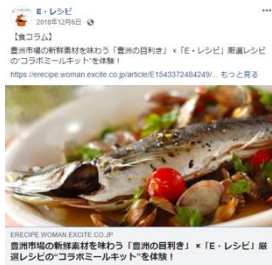 E・レシピ
2018年12月6日
【食コラム】
豊洲市場の新鮮素材を味わう「豊洲の目利き」 ×「E・レシピ」厳選レシピ
の“コラボミールキット”を体験！
https://erecipe.woman.excite.co.jp/article/E1543372484249/... もっと見る
ERECIPE.WOMAN.EXCITE.CO.JP
豊洲市場の新鮮素材を味わう「豊洲の目利き」 ×「E・レシピ」厳
選レシピの“コラボミールキット”を体験！